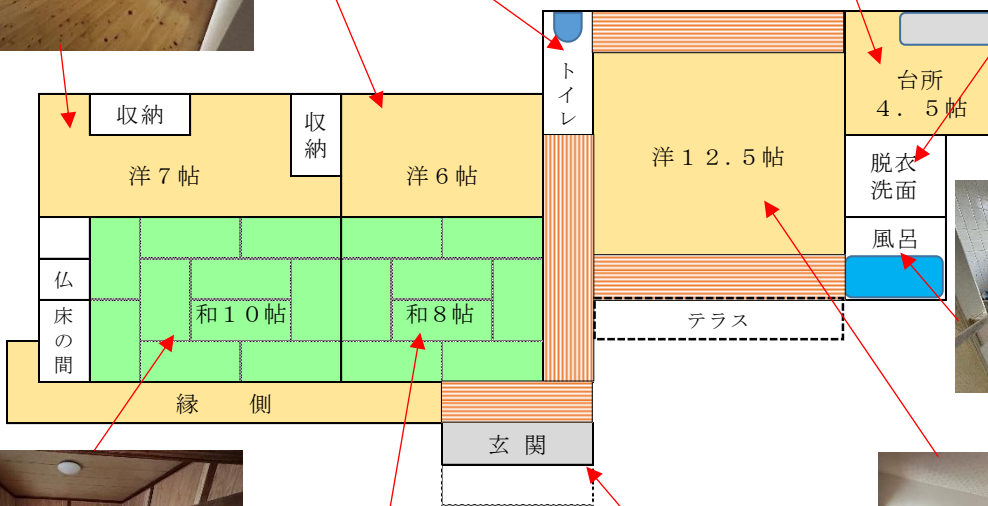 トイレ
台所
４．５帖
収納
収納
洋７帖
洋６帖
洋１２．５帖
脱衣
洗面
風呂
仏
床の間
和１０帖
和８帖
テラス
縁　側
玄 関